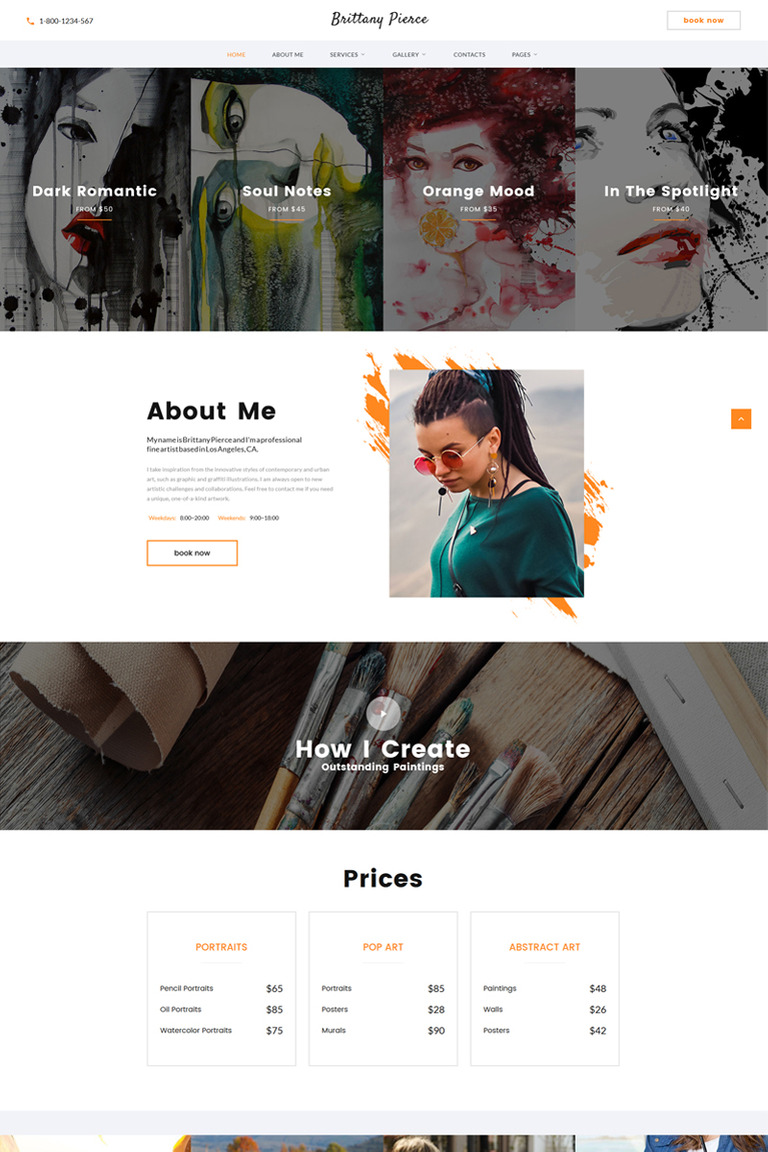 1-800-1234-567
Brittany Pierce
book now
HOME
ABOUT ME
SERVICES
GALLERY
CONTACTS
PAGES
Dark Romantic
FROM $50
Soul Notes
FROM $45
Orange Mood
FROM $35
In The Spotlight
FROM $40
About Me
My name is Brittany Pierce and I'm a professional
fine artist based in Los Angeles, CA.
I take inspiration from the innovative styles of contemporary and urban
art, such as graphic and graffiti illustrations. I am always open to new
artistic challenges and collaborations. Feel free to contact me if you need
a unique, one-of-a-kind artwork.
Weekdays: 8:00–20:00 Weekends: 9:00–18:00
book now
How I Create
Outstanding Paintings
Prices
PORTRAITS
Pencil Portraits $65
Oil Portraits $85
Watercolor Portraits $75
POP ART
Portraits $85
Posters $28
Murals $90
ABSTRACT ART
Paintings $48
Walls $26
Posters $42